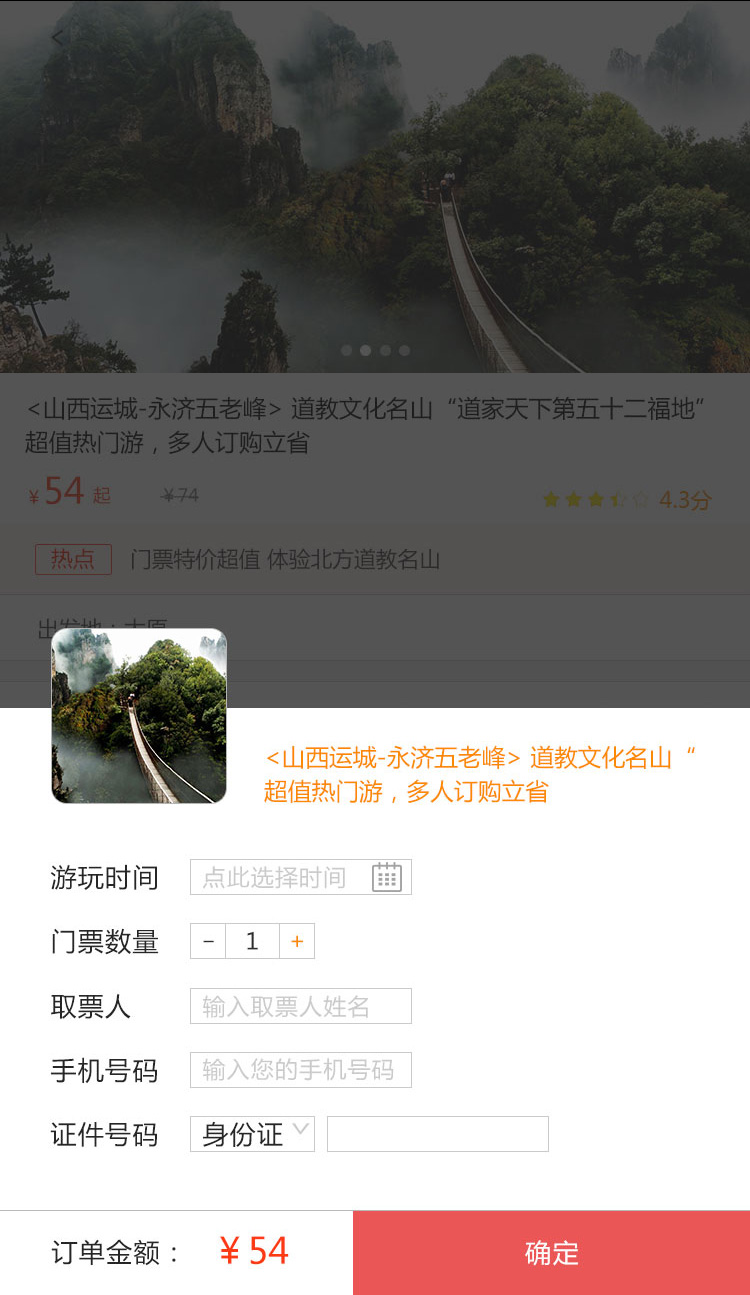 <
<山西运城-永济五老峰> 道教文化名山“道家天下第五十二福地”
超值热门游，多人订购立省
¥54 起 ¥74 4.3分
热点 门票特价超值 体验北方道教名山
出发地：太原
<山西运城-永济五老峰> 道教文化名山“
超值热门游，多人订购立省
游玩时间 点此选择时间
门票数量 − 1 +
取票人 输入取票人姓名
手机号码 输入您的手机号码
证件号码 身份证
订单金额： ¥54 确定